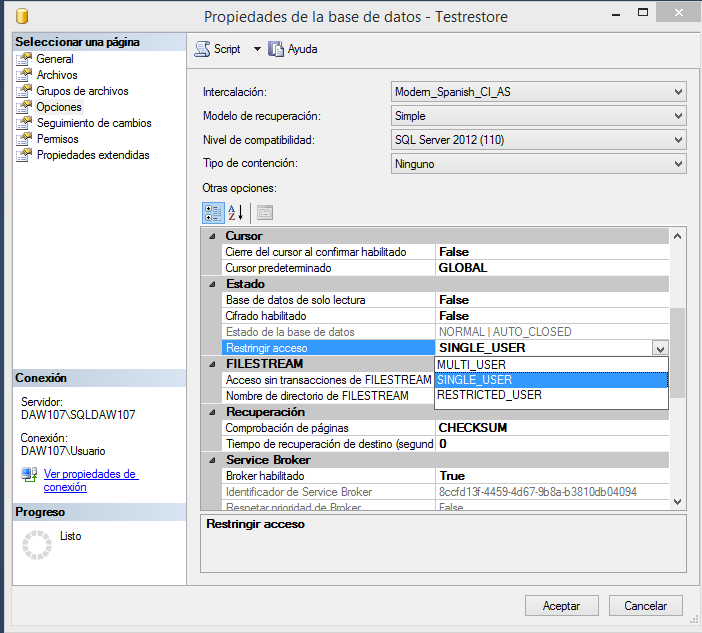 Propiedades de la base de datos - Testrestore
Seleccionar una página
General
Archivos
Grupos de archivos
Opciones
Seguimiento de cambios
Permisos
Propiedades extendidas
Conexión
Servidor:
DAW107\SQLDAW107
Conexión:
DAW107\Usuario
Ver propiedades de
conexión
Progreso
Listo
Script Ayuda
Intercalación: Modern_Spanish_CI_AS
Modelo de recuperación: Simple
Nivel de compatibilidad: SQL Server 2012 (110)
Tipo de contención: Ninguno
Otras opciones:
Cursor
Cierre del cursor al confirmar habilitado False
Cursor predeterminado GLOBAL
Estado
Base de datos de solo lectura False
Cifrado habilitado False
Estado de la base de datos NORMAL | AUTO_CLOSED
Restringir acceso SINGLE_USER
MULTI_USER
SINGLE_USER
RESTRICTED_USER
FILESTREAM
Acceso sin transacciones de FILESTREAM
Nombre de directorio de FILESTREAM
Recuperación
Comprobación de páginas CHECKSUM
Tiempo de recuperación de destino (segund 0
Service Broker
Broker habilitado True
Identificador de Service Broker 8ccfd13f-4459-4d67-9b8a-b3810db04094
Respetar prioridad de Broker False
Restringir acceso
Aceptar Cancelar